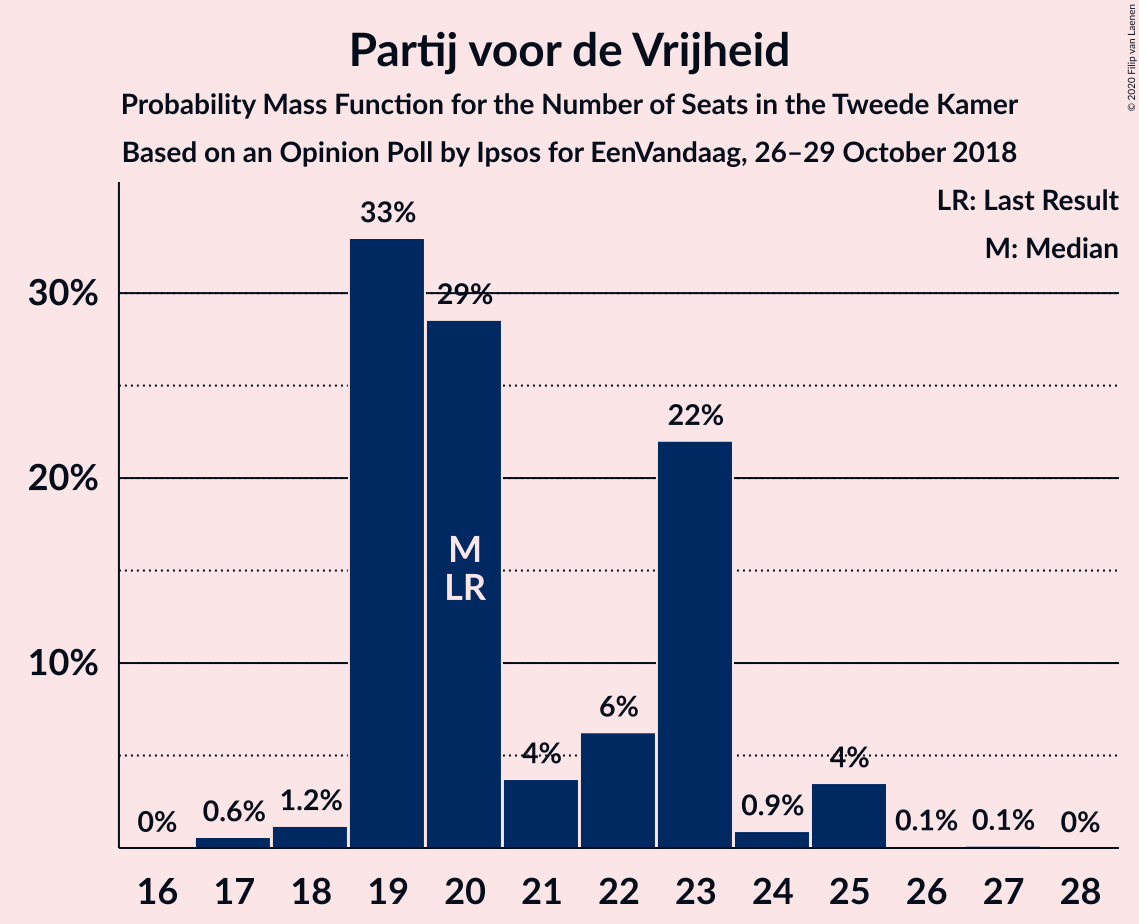 Partij voor de Vrijheid
Probability Mass Function for the Number of Seats in the Tweede Kamer
Based on an Opinion Poll by Ipsos for EenVandaag, 26–29 October 2018
© 2020 Filip van Laenen
LR: Last Result
M: Median
30%
20%
10%
0%
0.6%
1.2%
33%
29%
4%
6%
22%
0.9%
4%
0.1%
0.1%
0%
M
LR
16 17 18 19 20 21 22 23 24 25 26 27 28